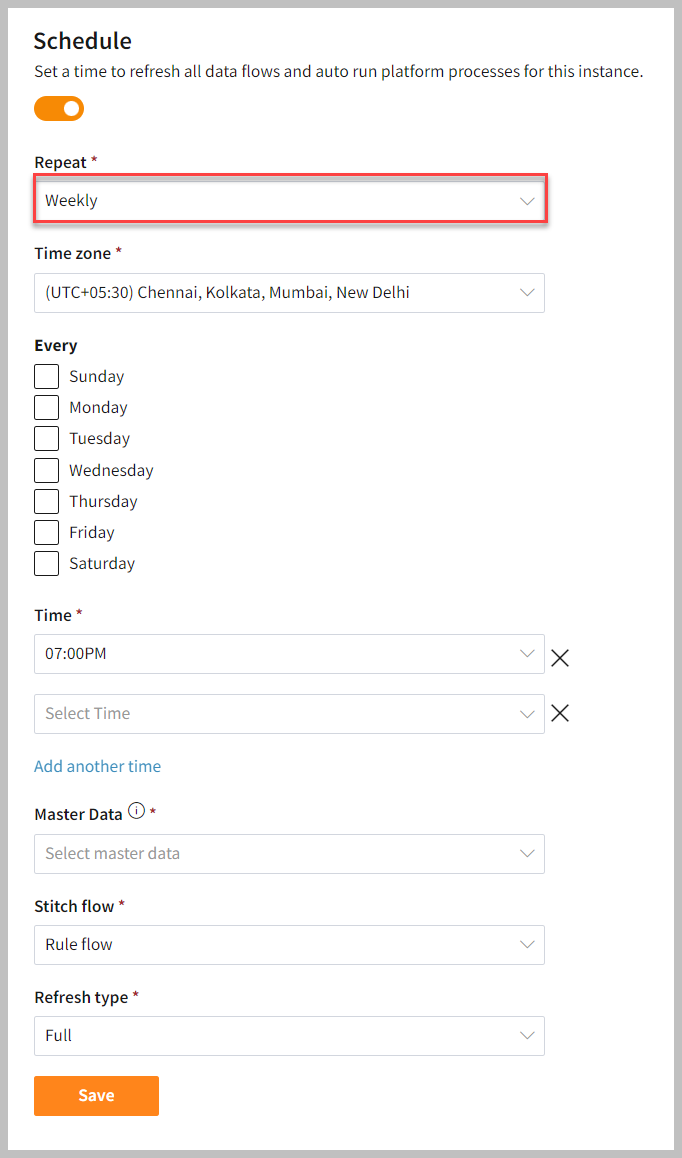 Schedule
Set a time to refresh all data flows and auto run platform processes for this instance.
Repeat *
Weekly
Time zone *
(UTC+05:30) Chennai, Kolkata, Mumbai, New Delhi
Every
Sunday
Monday
Tuesday
Wednesday
Thursday
Friday
Saturday
Time *
07:00PM
Select Time
Add another time
Master Data i *
Select master data
Stitch flow *
Rule flow
Refresh type *
Full
Save